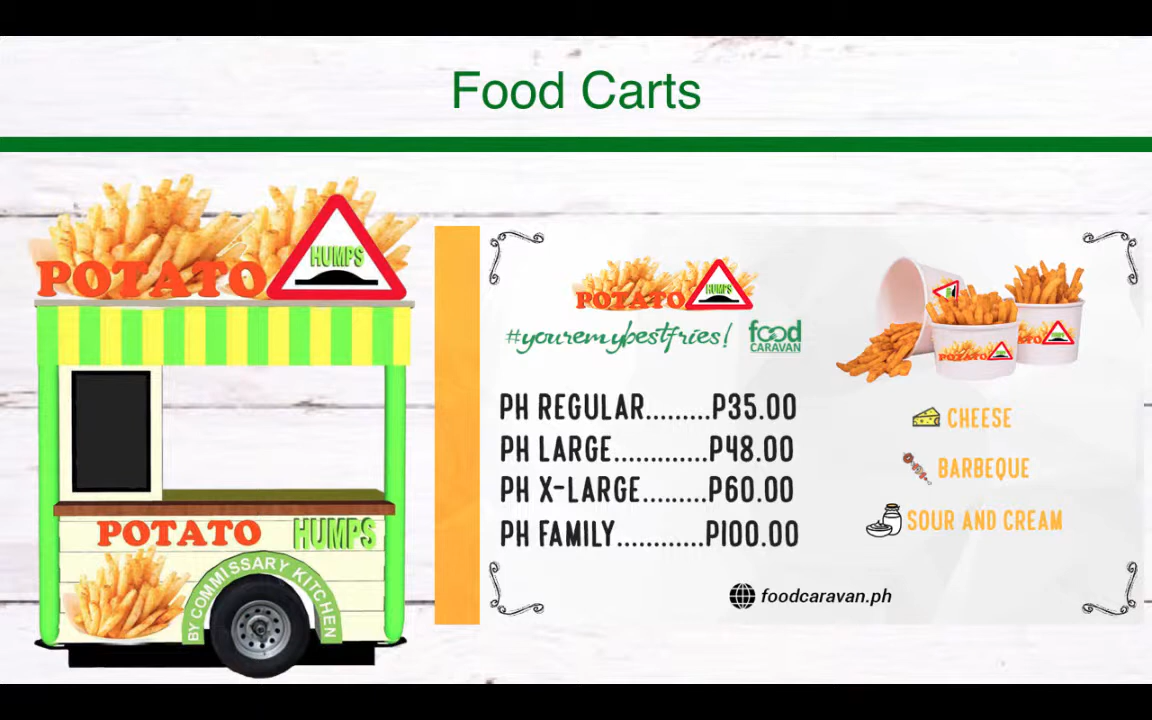 Food Carts
POTATO HUMPS
POTATO HUMPS
BY COMMISSARY KITCHEN
POTATO HUMPS
#youremybestfries!
food
CARAVAN
PH REGULAR.........P35.00
PH LARGE.............P48.00
PH X-LARGE.........P60.00
PH FAMILY............P100.00
POTATO
CHEESE
BARBEQUE
SOUR AND CREAM
foodcaravan.ph